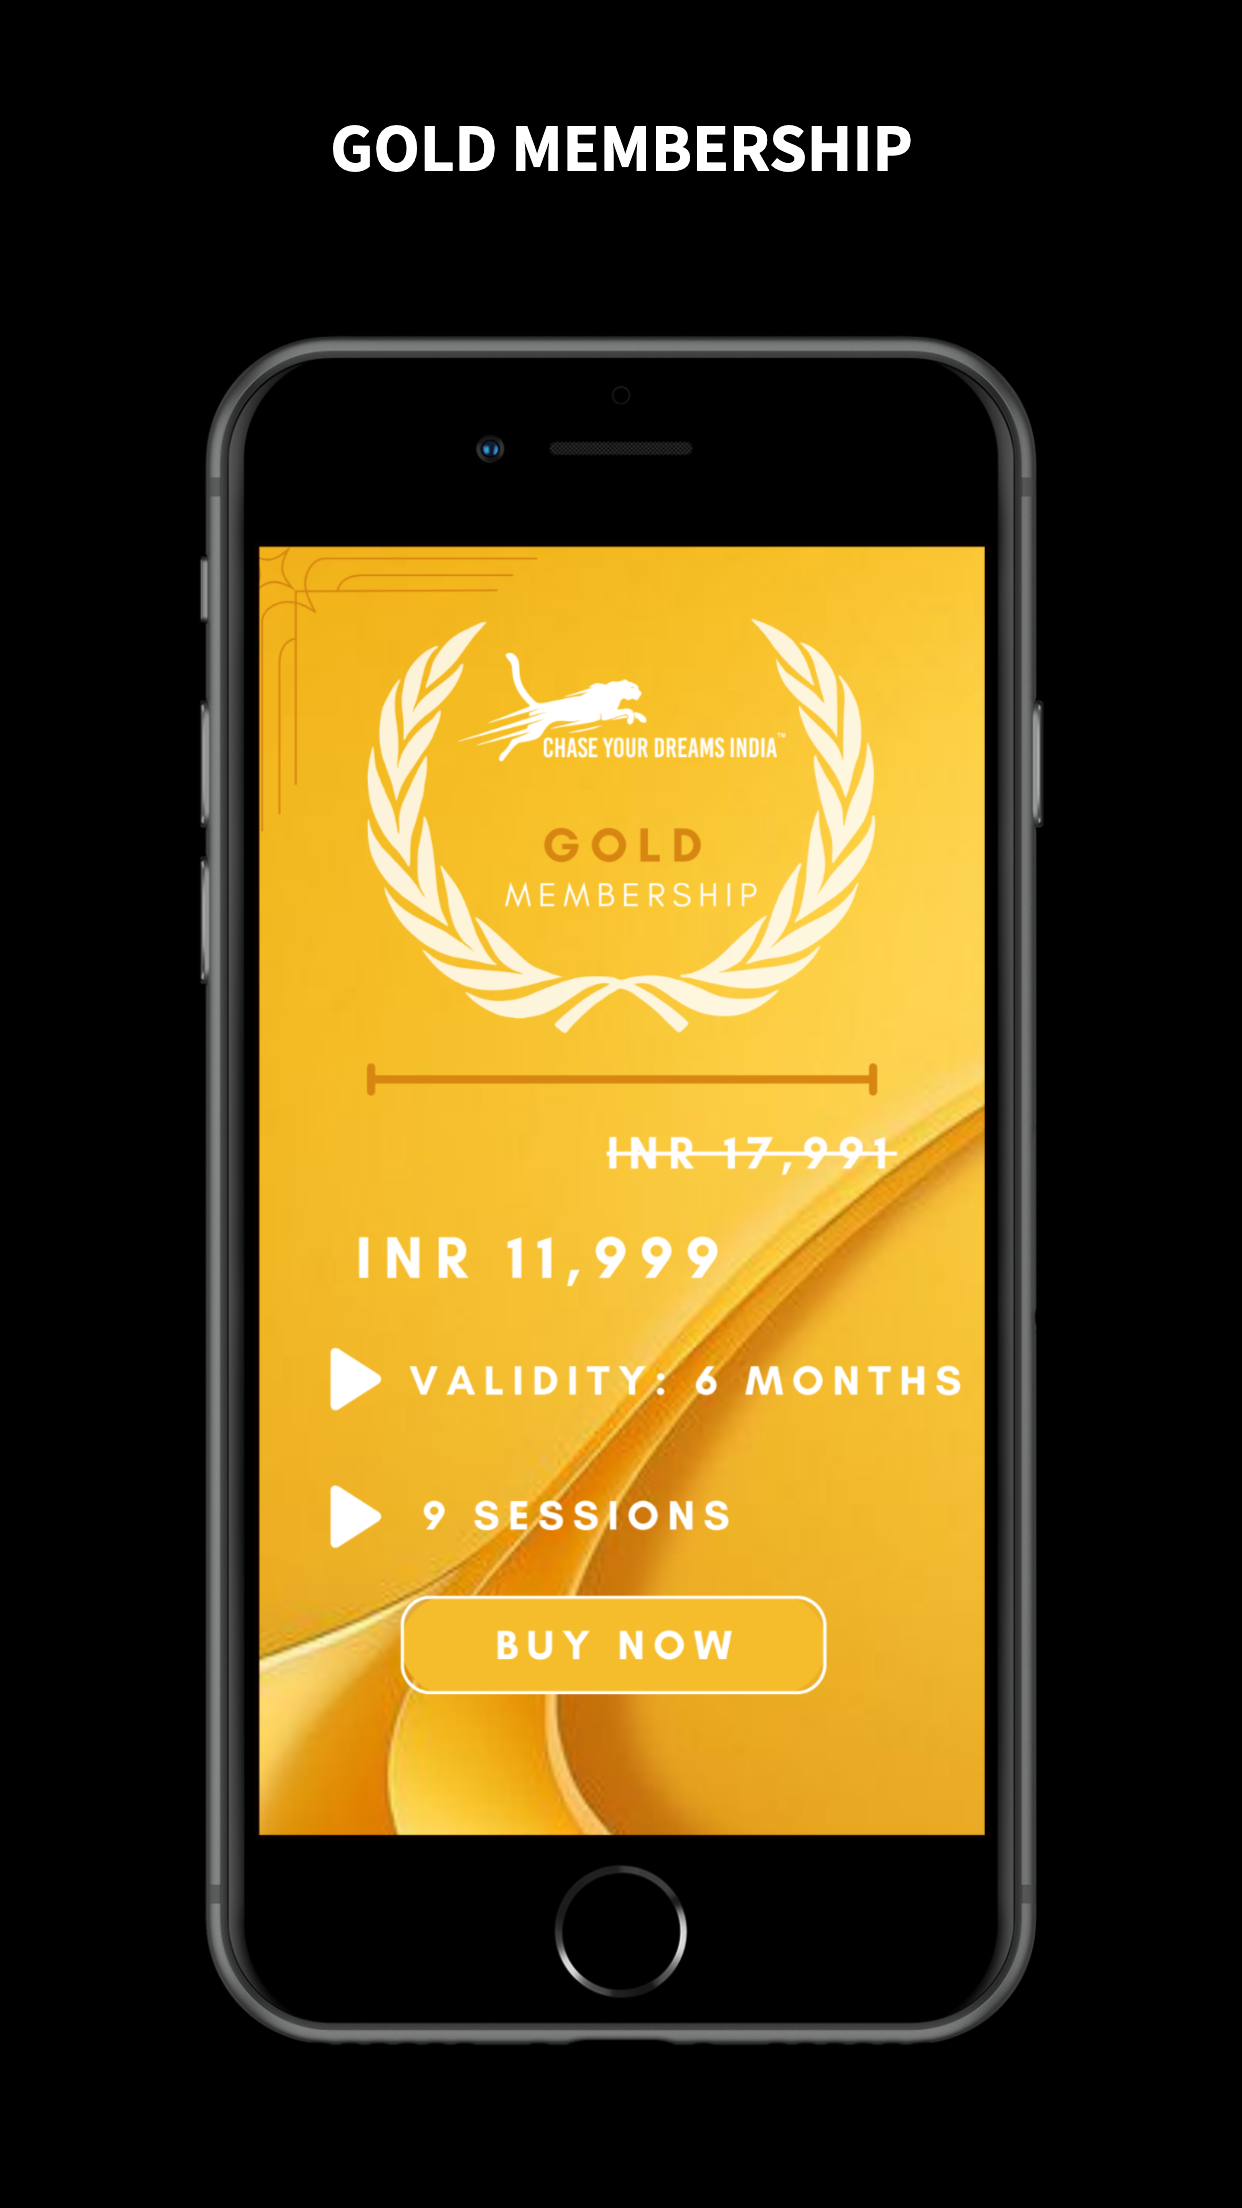 GOLD MEMBERSHIP
CHASE YOUR DREAMS INDIA™
GOLD
MEMBERSHIP
INR 17,991
INR 11,999
VALIDITY: 6 MONTHS
9 SESSIONS
BUY NOW